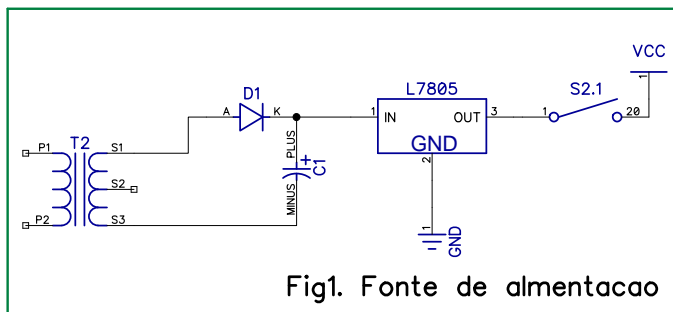 VCC
1
D1
L7805
S2.1
A
K
1
IN
OUT
3
1
20
T2
P1
S1
PLUS
GND
+
C1
2
S2
MINUS
P2
S3
1
GND
Fig1. Fonte de almentacao